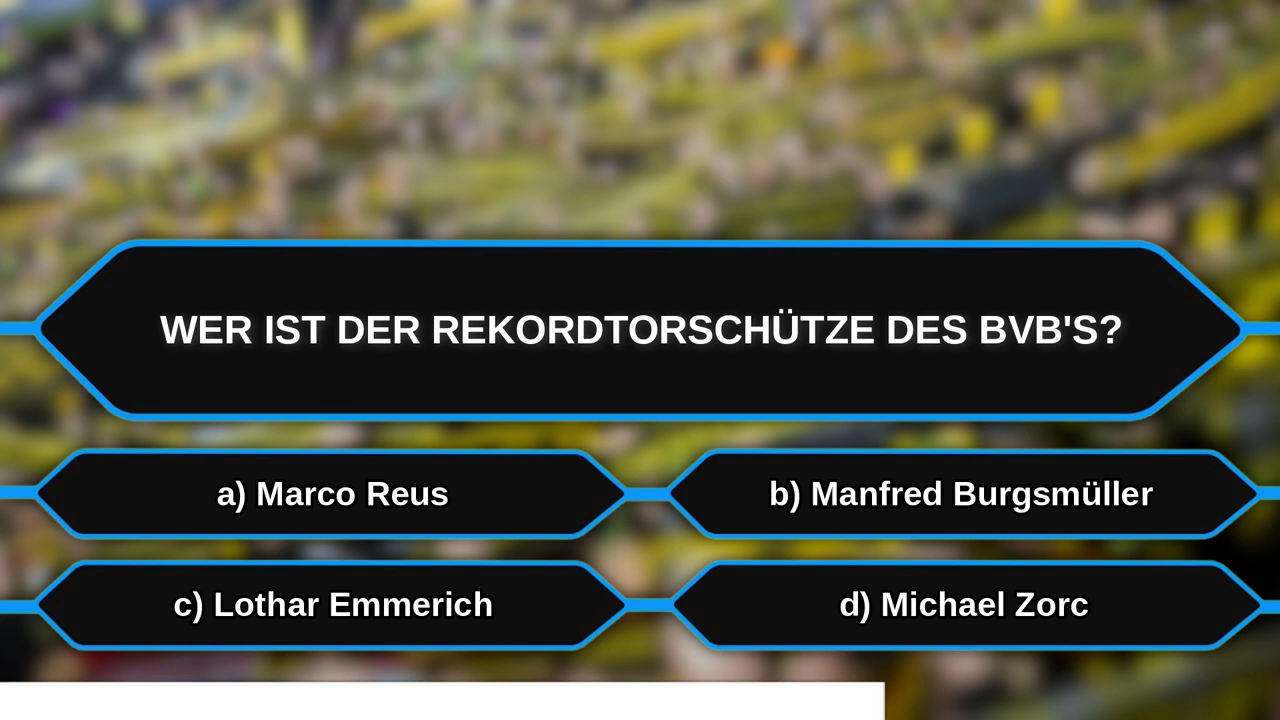 WER IST DER REKORDTORSCHÜTZE DES BVB'S?
a) Marco Reus
b) Manfred Burgsmüller
c) Lothar Emmerich
d) Michael Zorc